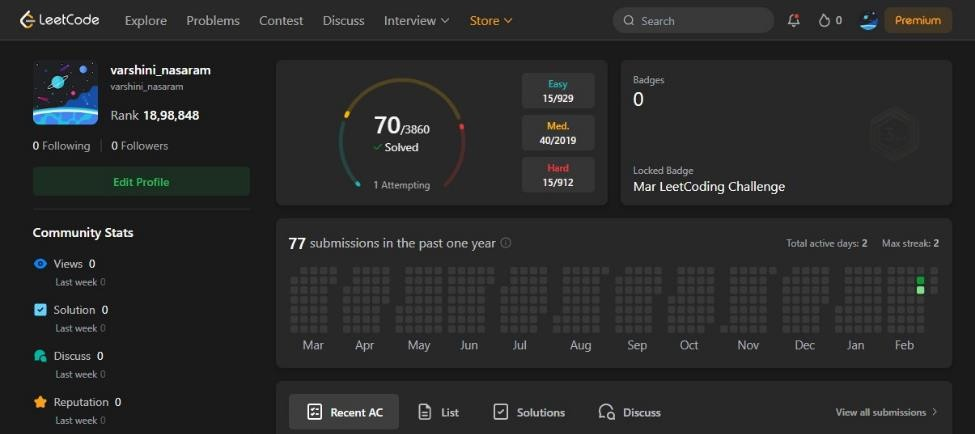 LeetCode Explore Problems Contest Discuss Interview Store Search 0 Premium
varshini_nasaram
varshini_nasaram
Rank 18,98,848
0 Following 0 Followers
Edit Profile
Community Stats
Views 0
Last week 0
Solution 0
Last week 0
Discuss 0
Last week 0
Reputation 0
Last week 0
70/3860
Solved
1 Attempting
Easy
15/929
Med.
40/2019
Hard
15/912
Badges
0
Locked Badge
Mar LeetCoding Challenge
77 submissions in the past one year Total active days: 2 Max streak: 2
Mar Apr May Jun Jul Aug Sep Oct Nov Dec Jan Feb
Recent AC List Solutions Discuss View all submissions